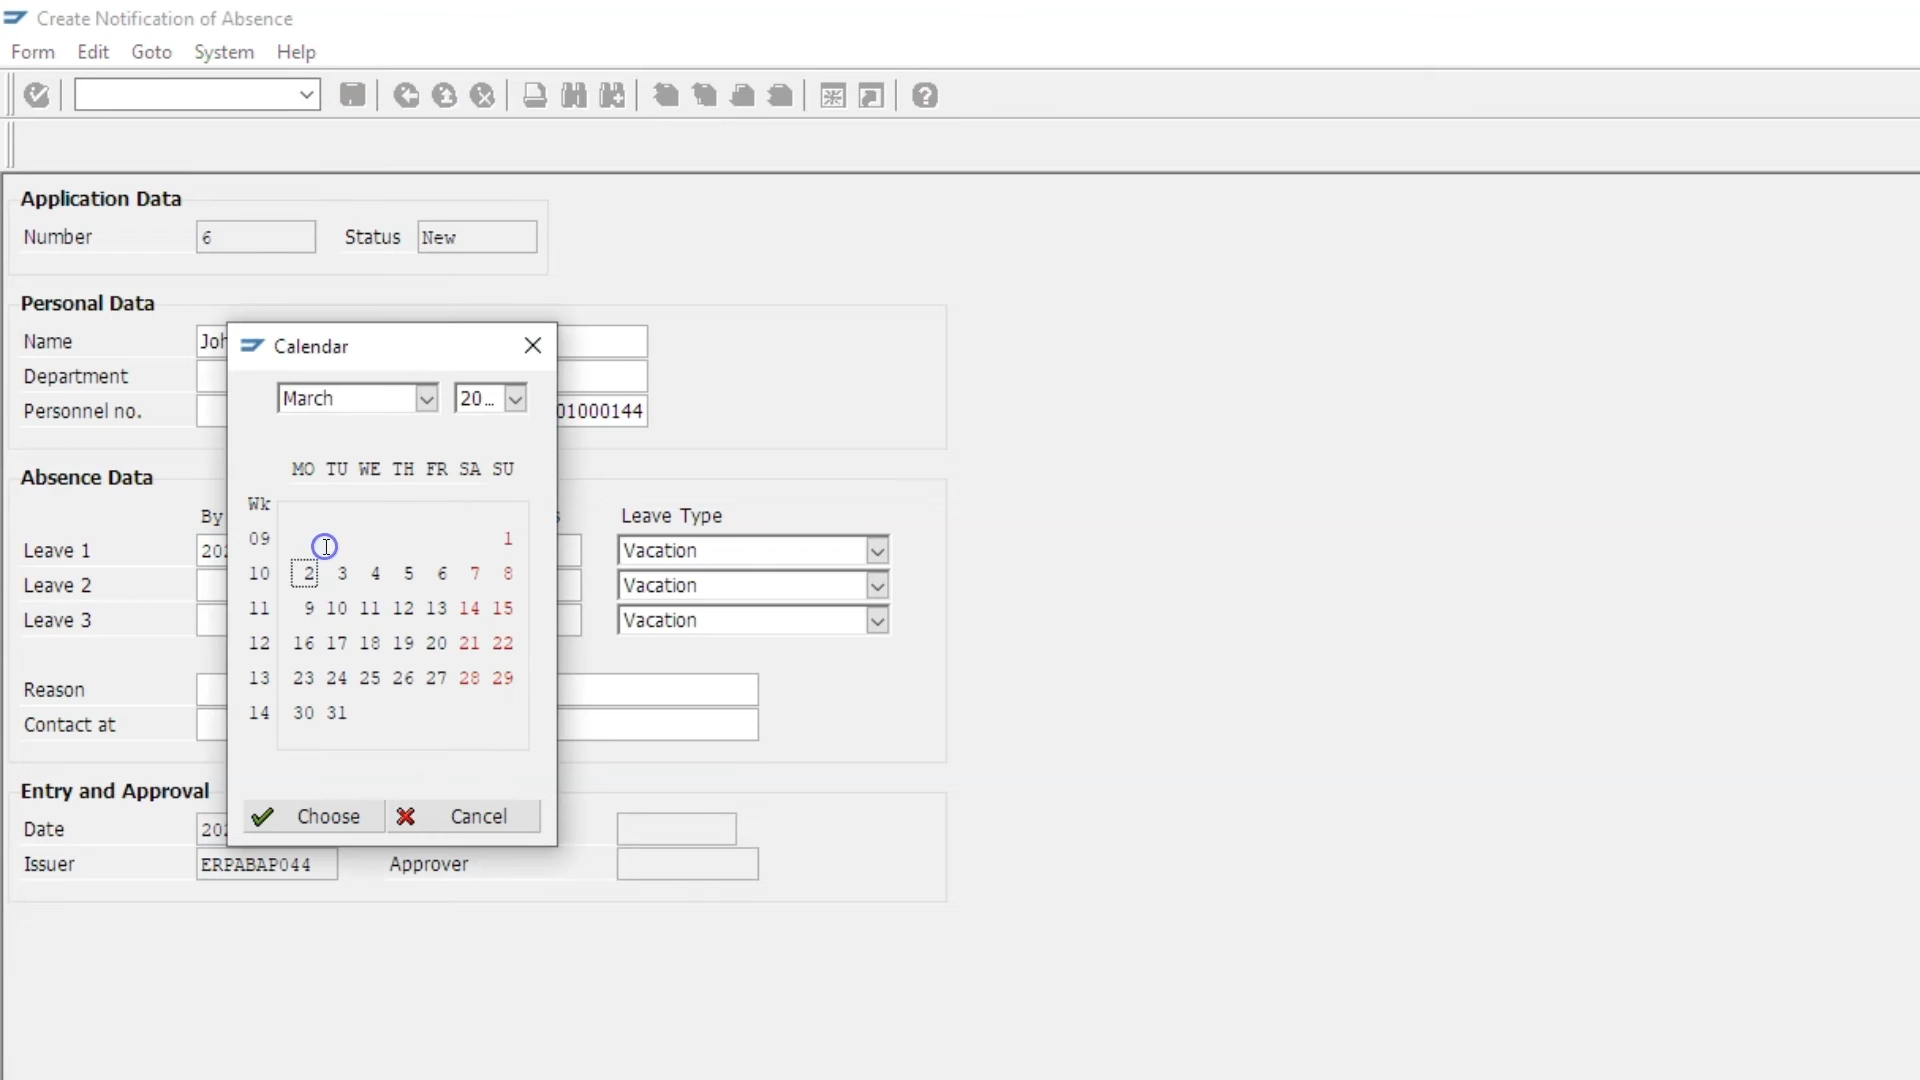 Create Notification of Absence
Form Edit Goto System Help
Application Data
Number 6 Status New
Personal Data
Name Joh
Department
Personnel no. 01000144
Calendar
March 20...
MO TU WE TH FR SA SU
Wk
09 1
10 2 3 4 5 6 7 8
11 9 10 11 12 13 14 15
12 16 17 18 19 20 21 22
13 23 24 25 26 27 28 29
14 30 31
Choose Cancel
Absence Data
By Leave Type
Leave 1 202 Vacation
Leave 2 Vacation
Leave 3 Vacation
Reason
Contact at
Entry and Approval
Date 202
Issuer ERPABAP044 Approver